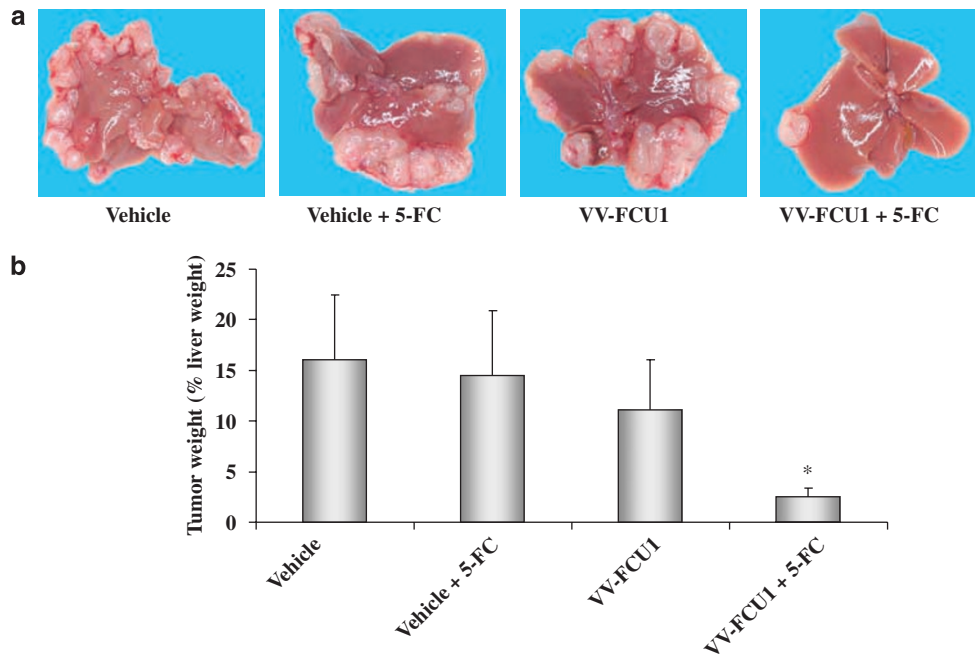 a
Vehicle
Vehicle + 5-FC
VV-FCU1
VV-FCU1 + 5-FC
b
Tumor weight (% liver weight)
25
20
15
10
5
0
*
Vehicle
Vehicle + 5-FC
VV-FCU1
VV-FCU1 + 5-FC